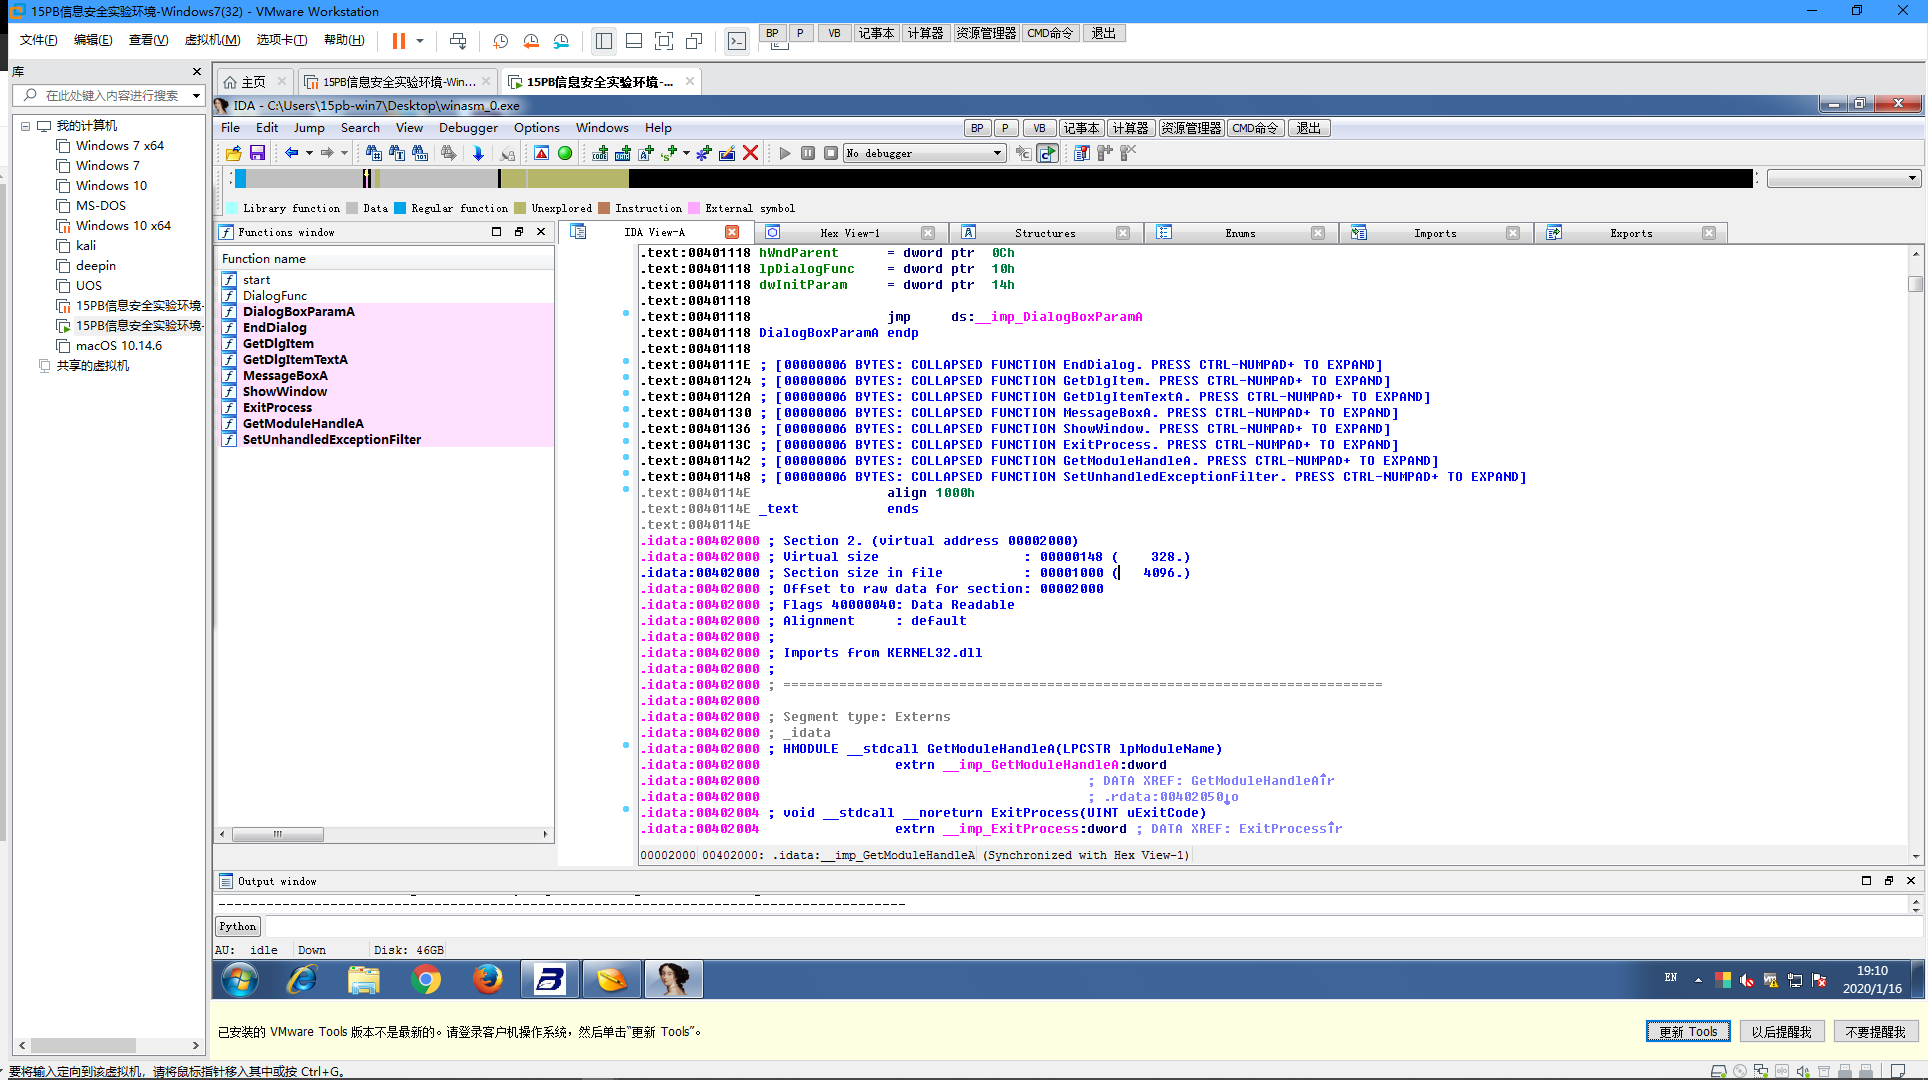 15PB信息安全实验环境-Windows7(32) - VMware Workstation
文件(F) 编辑(E) 查看(V) 虚拟机(M) 选项卡(T) 帮助(H)
BP P VB 记事本 计算器 资源管理器 CMD命令 退出
库
在此处键入内容进行搜索
我的计算机
Windows 7 x64
Windows 7
Windows 10
MS-DOS
Windows 10 x64
kali
deepin
UOS
15PB信息安全实验环境-
15PB信息安全实验环境-
macOS 10.14.6
共享的虚拟机
主页 15PB信息安全实验环境-Win... 15PB信息安全实验环境-...
IDA - C:\Users\15pb-win7\Desktop\winasm_0.exe
File Edit Jump Search View Debugger Options Windows Help
BP P VB 记事本 计算器 资源管理器 CMD命令 退出
No debugger
Library function Data Regular function Unexplored Instruction External symbol
Functions window
Function name
start
DialogFunc
DialogBoxParamA
EndDialog
GetDlgItem
GetDlgItemTextA
MessageBoxA
ShowWindow
ExitProcess
GetModuleHandleA
SetUnhandledExceptionFilter
IDA View-A Hex View-1 Structures Enums Imports Exports
.text:00401118 hWndParent = dword ptr 0Ch
.text:00401118 lpDialogFunc = dword ptr 10h
.text:00401118 dwInitParam = dword ptr 14h
.text:00401118
.text:00401118 jmp ds:__imp_DialogBoxParamA
.text:00401118 DialogBoxParamA endp
.text:00401118
.text:0040111E ; [00000006 BYTES: COLLAPSED FUNCTION EndDialog. PRESS CTRL-NUMPAD+ TO EXPAND]
.text:00401124 ; [00000006 BYTES: COLLAPSED FUNCTION GetDlgItem. PRESS CTRL-NUMPAD+ TO EXPAND]
.text:0040112A ; [00000006 BYTES: COLLAPSED FUNCTION GetDlgItemTextA. PRESS CTRL-NUMPAD+ TO EXPAND]
.text:00401130 ; [00000006 BYTES: COLLAPSED FUNCTION MessageBoxA. PRESS CTRL-NUMPAD+ TO EXPAND]
.text:00401136 ; [00000006 BYTES: COLLAPSED FUNCTION ShowWindow. PRESS CTRL-NUMPAD+ TO EXPAND]
.text:0040113C ; [00000006 BYTES: COLLAPSED FUNCTION ExitProcess. PRESS CTRL-NUMPAD+ TO EXPAND]
.text:00401142 ; [00000006 BYTES: COLLAPSED FUNCTION GetModuleHandleA. PRESS CTRL-NUMPAD+ TO EXPAND]
.text:00401148 ; [00000006 BYTES: COLLAPSED FUNCTION SetUnhandledExceptionFilter. PRESS CTRL-NUMPAD+ TO EXPAND]
.text:0040114E align 1000h
.text:0040114E _text ends
.text:0040114E
.idata:00402000 ; Section 2. (virtual address 00002000)
.idata:00402000 ; Virtual size : 00000148 ( 328.)
.idata:00402000 ; Section size in file : 00001000 ( 4096.)
.idata:00402000 ; Offset to raw data for section: 00002000
.idata:00402000 ; Flags 40000040: Data Readable
.idata:00402000 ; Alignment : default
.idata:00402000 ;
.idata:00402000 ; Imports from KERNEL32.dll
.idata:00402000 ;
.idata:00402000 ; ===========================================================================
.idata:00402000
.idata:00402000 ; Segment type: Externs
.idata:00402000 ; _idata
.idata:00402000 ; HMODULE __stdcall GetModuleHandleA(LPCSTR lpModuleName)
.idata:00402000 extrn __imp_GetModuleHandleA:dword
.idata:00402000 ; DATA XREF: GetModuleHandleA↑r
.idata:00402000 ; .rdata:00402050↓o
.idata:00402004 ; void __stdcall __noreturn ExitProcess(UINT uExitCode)
.idata:00402004 extrn __imp_ExitProcess:dword ; DATA XREF: ExitProcess↑r
00002000 00402000: .idata:__imp_GetModuleHandleA (Synchronized with Hex View-1)
Output window
Python
AU: idle Down Disk: 46GB
EN 19:10
2020/1/16
已安装的 VMware Tools 版本不是最新的。请登录客户机操作系统，然后单击“更新 Tools”。
更新 Tools 以后提醒我 不要提醒我
要将输入定向到该虚拟机，请将鼠标指针移入其中或按 Ctrl+G。